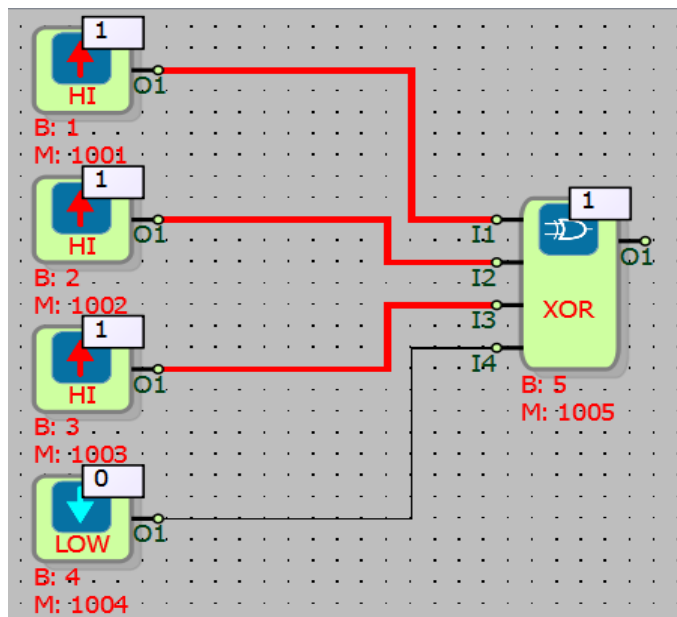 1
HI
O1
B: 1
M: 1001
1
HI
O1
B: 2
M: 1002
1
HI
O1
B: 3
M: 1003
0
LOW
O1
B: 4
M: 1004
I1
I2
I3
I4
1
XOR
O1
B: 5
M: 1005